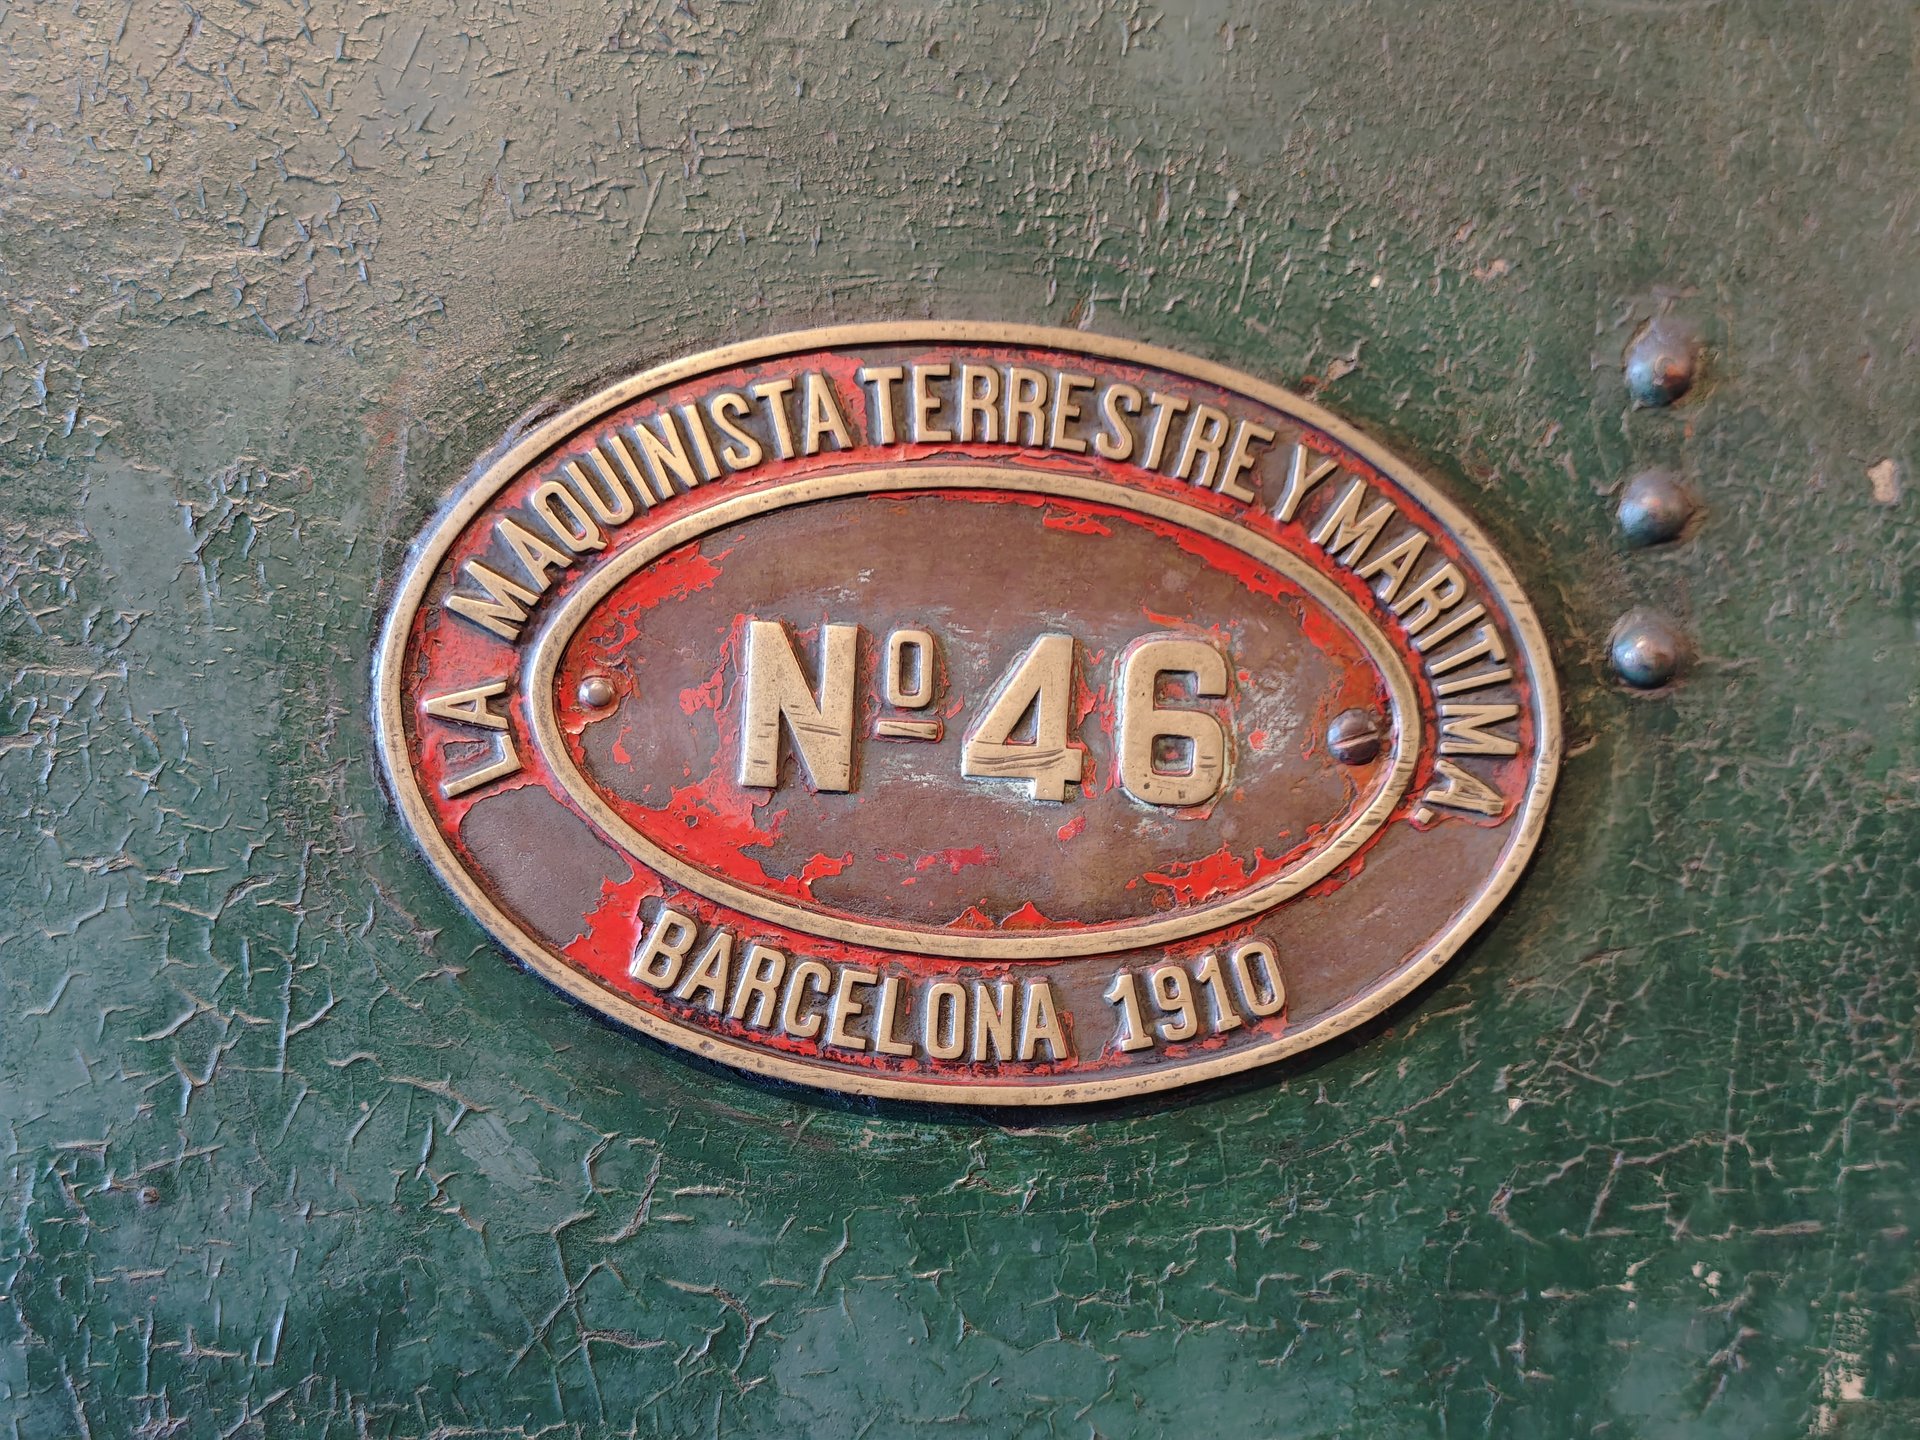 LA MAQUINISTA TERRESTRE Y MARITIMA.
Nº 46
BARCELONA 1910